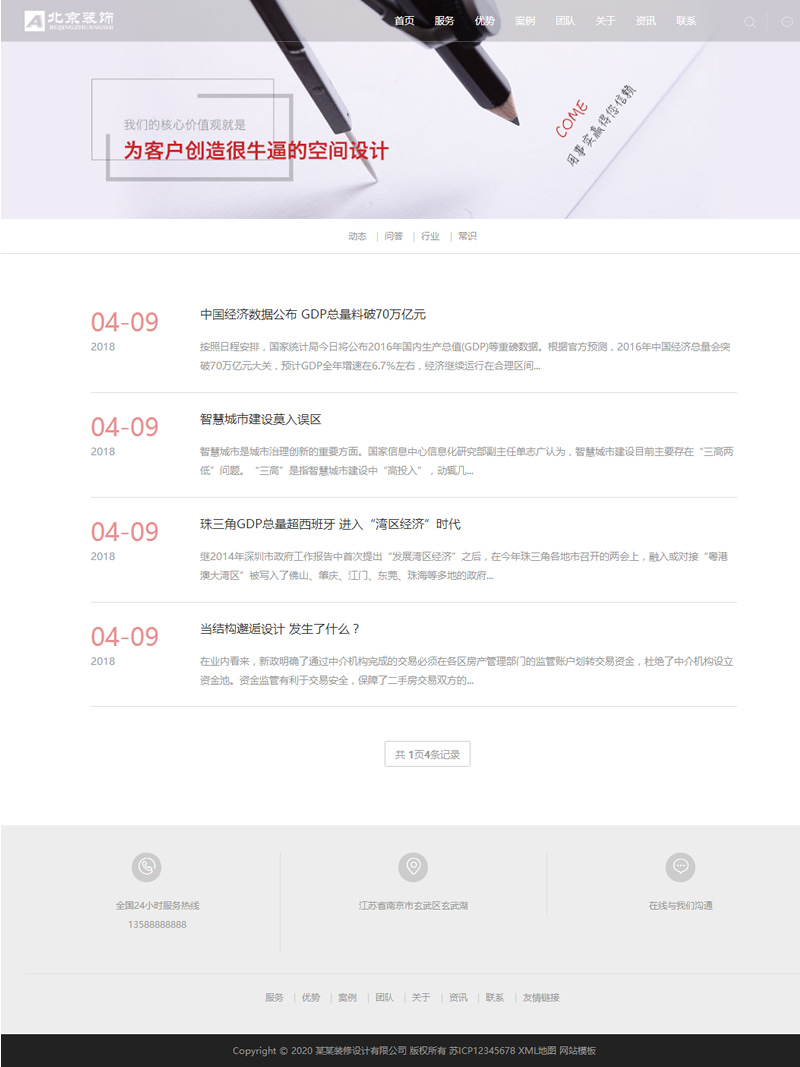 北京装饰
BEIJINGZHUANGSHI
首页 服务 优势 案例 团队 关于 资讯 联系
我们的核心价值观就是
为客户创造很牛逼的空间设计
COME
用事实赢得您信赖
动态 | 问答 | 行业 | 常识
04-09
2018
中国经济数据公布 GDP总量料破70万亿元
按照日程安排，国家统计局今日将公布2016年国内生产总值(GDP)等重磅数据。根据官方预测，2016年中国经济总量会突
破70万亿元大关，预计GDP全年增速在6.7%左右，经济继续运行在合理区间...
04-09
2018
智慧城市建设莫入误区
智慧城市是城市治理创新的重要方面。国家信息中心信息化研究部副主任单志广认为，智慧城市建设目前主要存在“三高两
低”问题。 “三高”是指智慧城市建设中“高投入”，动辄几...
04-09
2018
珠三角GDP总量超西班牙 进入“湾区经济”时代
继2014年深圳市政府工作报告中首次提出“发展湾区经济”之后，在今年珠三角各地市召开的两会上，融入或对接“粤港
澳大湾区”被写入了佛山、肇庆、江门、东莞、珠海等多地的政府...
04-09
2018
当结构邂逅设计 发生了什么？
在业内看来，新政明确了通过中介机构完成的交易必须在各区房产管理部门的监管账户划转交易资金，杜绝了中介机构设立
资金池。资金监管有利于交易安全，保障了二手房交易双方的...
共 1页4条记录
全国24小时服务热线
13588888888
江苏省南京市玄武区玄武湖
在线与我们沟通
服务 | 优势 | 案例 | 团队 | 关于 | 资讯 | 联系 | 友情链接
Copyright © 2020 某某装修设计有限公司 版权所有 苏ICP12345678 XML地图 网站模板